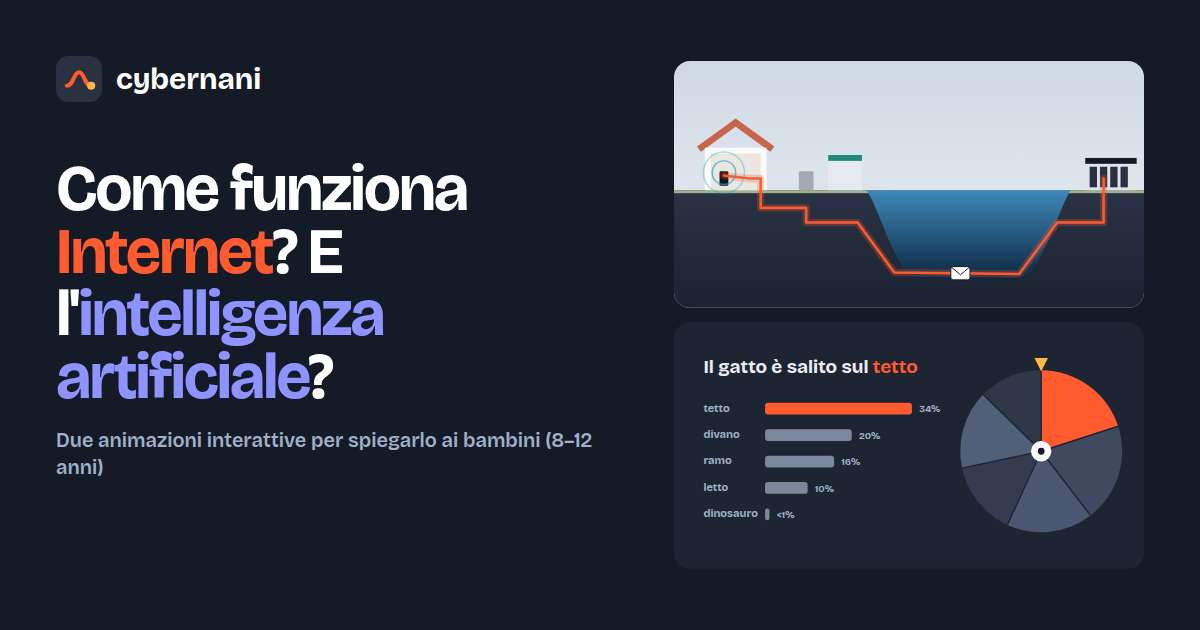 cybernani
Come funziona
Internet? E
l'intelligenza
artificiale?
Due animazioni interattive per spiegarlo ai bambini (8–12
anni)
Il gatto è salito sul tetto
tetto 34%
divano 20%
ramo 16%
letto 10%
dinosauro <1%